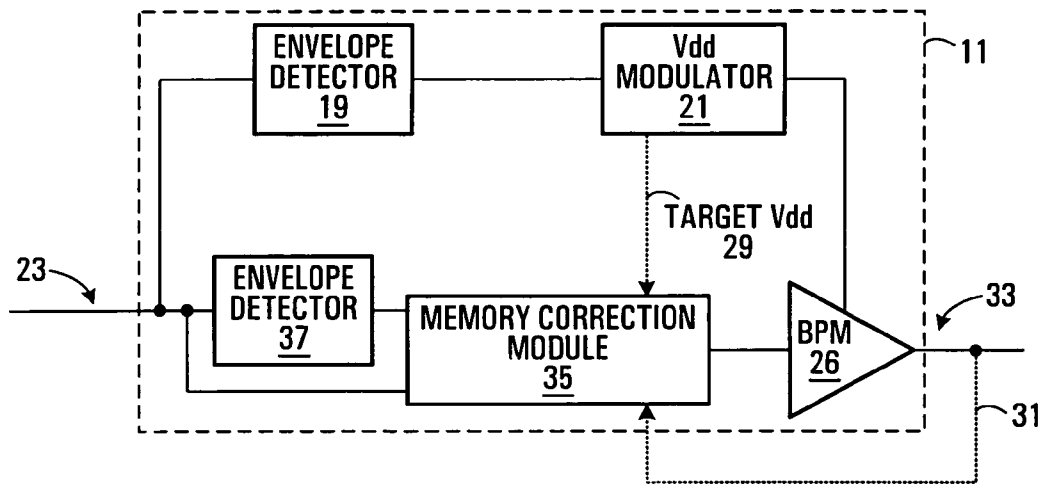 ENVELOPE
DETECTOR
19
Vdd
MODULATOR
21
11
TARGET Vdd
29
23
ENVELOPE
DETECTOR
37
MEMORY CORRECTION
MODULE
35
BPM
26
33
31